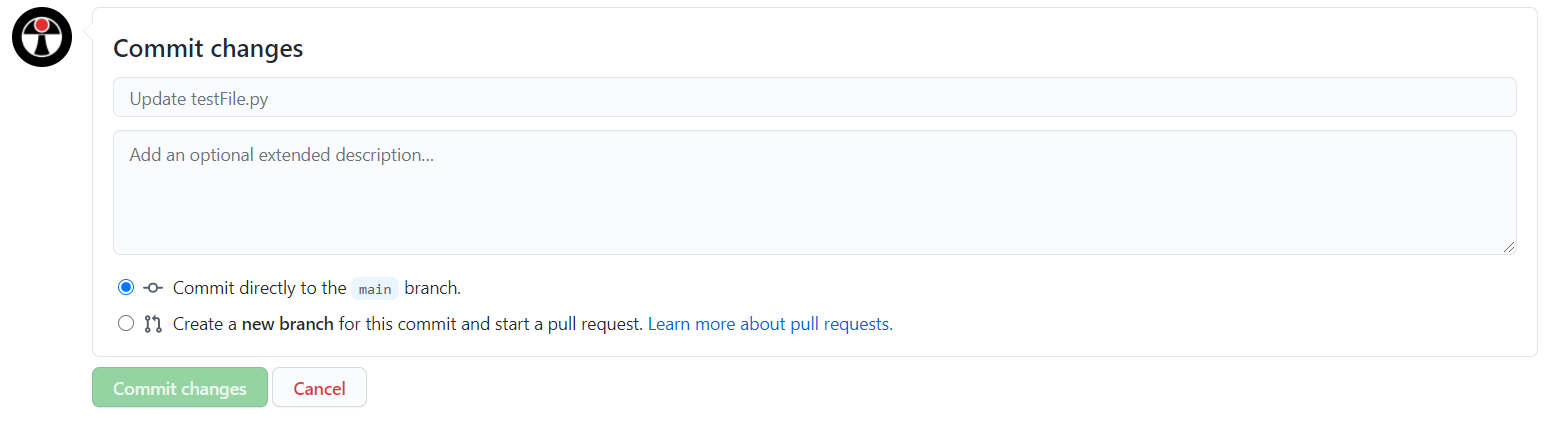 Commit changes
Update testFile.py
Add an optional extended description...
Commit directly to the main branch.
Create a new branch for this commit and start a pull request. Learn more about pull requests.
Commit changes Cancel